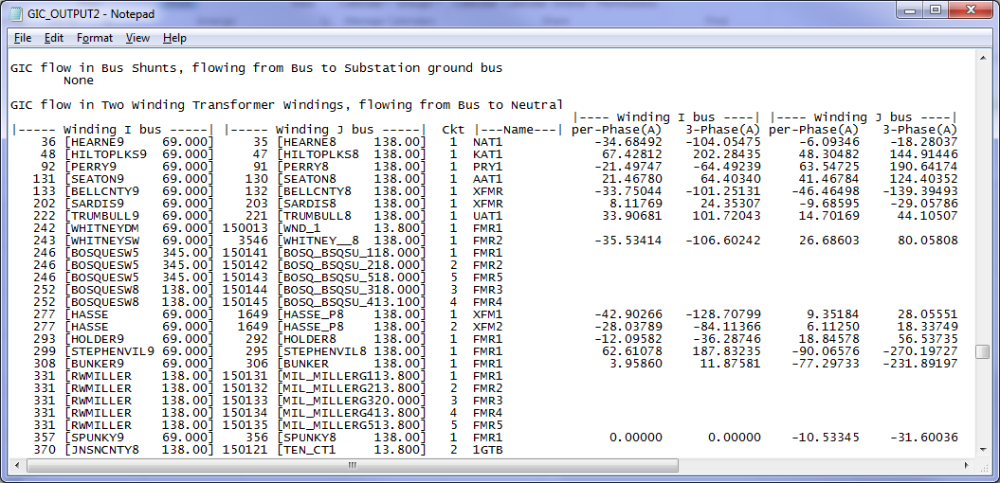 GIC_OUTPUT2 - Notepad
File Edit Format View Help
GIC flow in Bus Shunts, flowing from Bus to Substation ground bus
None
GIC flow in Two Winding Transformer Windings, flowing from Bus to Neutral
|---- Winding I bus ----| |---- Winding J bus ----|
|----- Winding I bus -----| |----- Winding J bus -----| Ckt |---Name---| per-Phase(A) 3-Phase(A) per-Phase(A) 3-Phase(A)
36 [HEARNE9 69.000] 35 [HEARNE8 138.00] 1 NAT1 -34.68492 -104.05475 -6.09346 -18.28037
48 [HILTOPLKS9 69.000] 47 [HILTOPLKS8 138.00] 1 KAT1 67.42812 202.28435 48.30482 144.91446
92 [PERRY9 69.000] 91 [PERRY8 138.00] 1 PRY1 -21.49747 -64.49239 63.54725 190.64174
131 [SEATON9 69.000] 130 [SEATON8 138.00] 1 AAT1 21.46780 64.40340 41.46784 124.40352
133 [BELLCNTY9 69.000] 132 [BELLCNTY8 138.00] 1 XFMR -33.75044 -101.25131 -46.46498 -139.39493
202 [SARDIS9 69.000] 203 [SARDIS8 138.00] 1 XFMR 8.11769 24.35307 -9.68595 -29.05786
222 [TRUMBULL9 69.000] 221 [TRUMBULL8 138.00] 1 UAT1 33.90681 101.72043 14.70169 44.10507
242 [WHITNEYDM 69.000] 150013 [WND_1 13.800] 1 FMR1
243 [WHITNEYSW 69.000] 3546 [WHITNEY__8 138.00] 1 FMR2 -35.53414 -106.60242 26.68603 80.05808
246 [BOSQUESW5 345.00] 150141 [BOSQ_BSQSU_118.000] 1 FMR1
246 [BOSQUESW5 345.00] 150142 [BOSQ_BSQSU_218.000] 2 FMR2
246 [BOSQUESW5 345.00] 150143 [BOSQ_BSQSU_518.000] 5 FMR5
252 [BOSQUESW8 138.00] 150144 [BOSQ_BSQSU_318.000] 3 FMR3
252 [BOSQUESW8 138.00] 150145 [BOSQ_BSQSU_413.100] 4 FMR4
277 [HASSE 69.000] 1649 [HASSE_P8 138.00] 1 XFM1 -42.90266 -128.70799 9.35184 28.05551
277 [HASSE 69.000] 1649 [HASSE_P8 138.00] 2 XFM2 -28.03789 -84.11366 6.11250 18.33749
293 [HOLDER9 69.000] 292 [HOLDER8 138.00] 1 FMR1 -12.09582 -36.28746 18.84578 56.53735
299 [STEPHENVIL9 69.000] 295 [STEPHENVIL8 138.00] 1 FMR1 62.61078 187.83235 -90.06576 -270.19727
308 [BUNKER9 69.000] 306 [BUNKER 138.00] 1 FMR1 3.95860 11.87581 -77.29733 -231.89197
331 [RWMILLER 138.00] 150131 [MIL_MILLERG113.800] 1 FMR1
331 [RWMILLER 138.00] 150132 [MIL_MILLERG213.800] 2 FMR2
331 [RWMILLER 138.00] 150133 [MIL_MILLERG320.000] 3 FMR3
331 [RWMILLER 138.00] 150134 [MIL_MILLERG413.800] 4 FMR4
331 [RWMILLER 138.00] 150135 [MIL_MILLERG513.800] 5 FMR5
357 [SPUNKY9 69.000] 356 [SPUNKY8 138.00] 1 FMR1 0.00000 0.00000 -10.53345 -31.60036
370 [JNSNCNTY8 138.00] 150121 [TEN_CT1 13.800] 2 1GTB